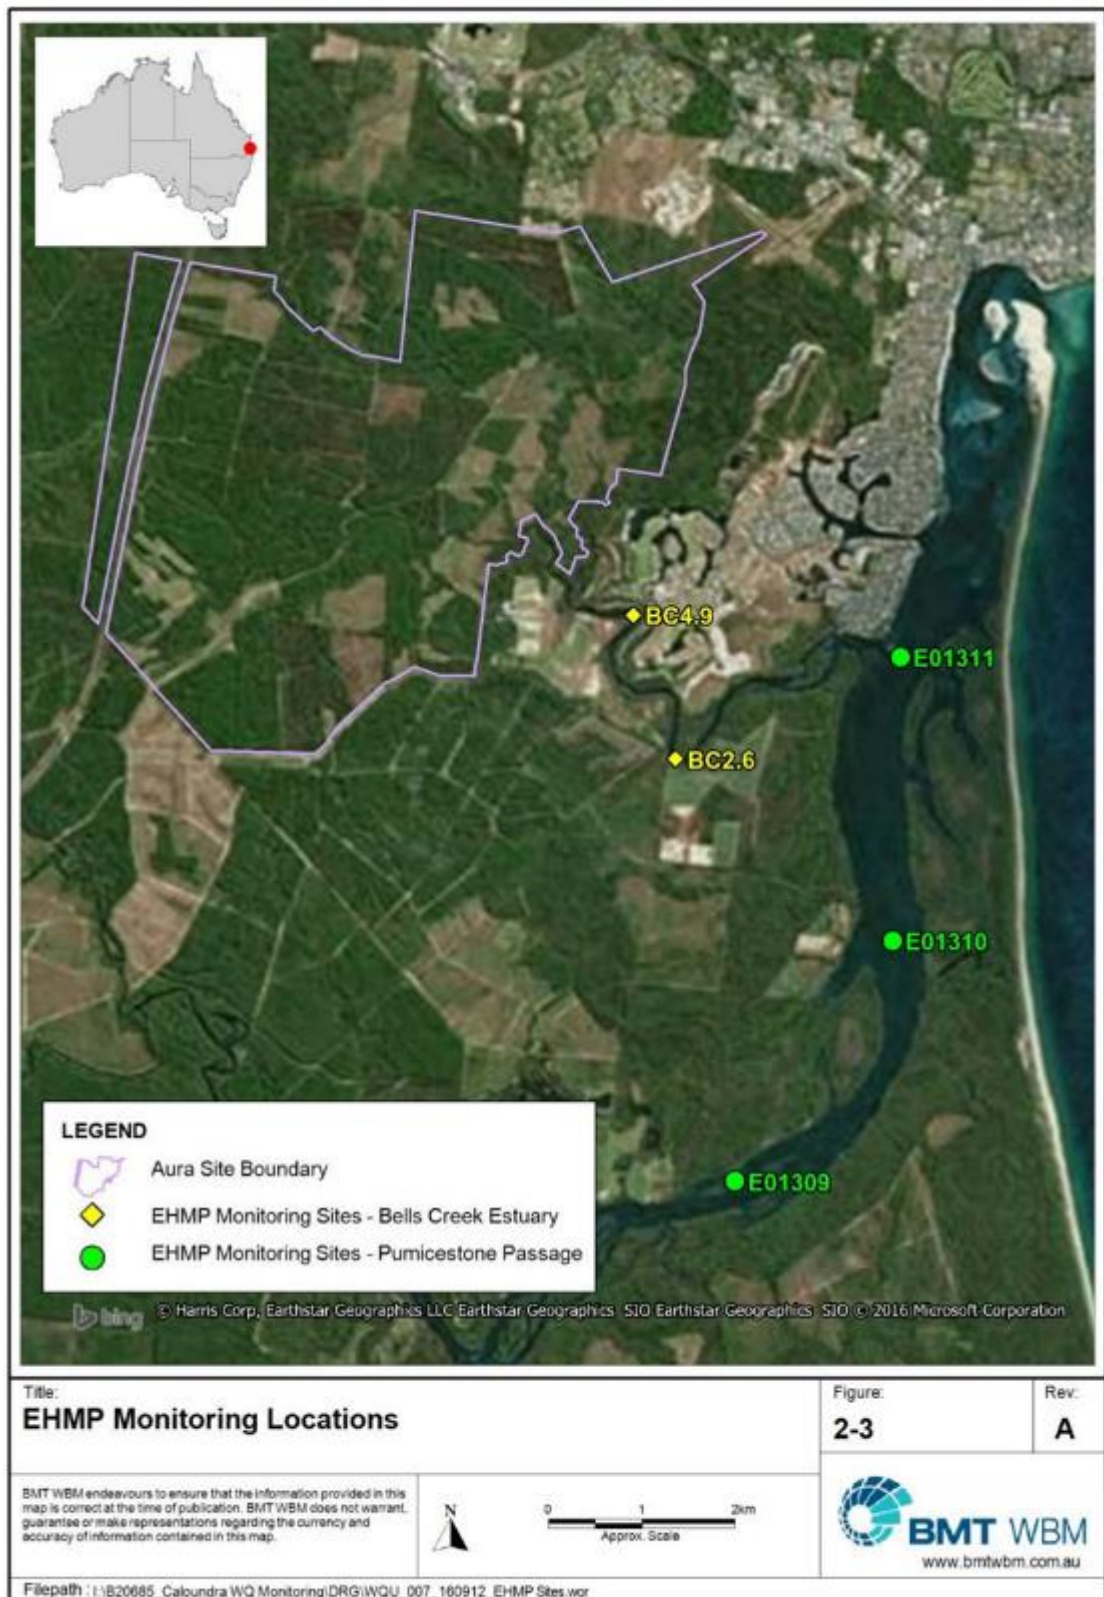 BC4.9
E01311
BC2.6
E01310
E01309
LEGEND
Aura Site Boundary
EHMP Monitoring Sites - Bells Creek Estuary
EHMP Monitoring Sites - Pumicestone Passage
bing
© Harris Corp, Earthstar Geographics LLC Earthstar Geographics SIO Earthstar Geographics SIO © 2016 Microsoft Corporation
Title:
EHMP Monitoring Locations
Figure:
2-3
Rev:
A
BMT WBM endeavours to ensure that the information provided in this
map is correct at the time of publication. BMT WBM does not warrant,
guarantee or make representations regarding the currency and
accuracy of information contained in this map.
N
0 1 2km
Approx. Scale
BMT WBM
www.bmtwbm.com.au
Filepath : I:\B20685_Caloundra WQ Monitoring\DRG\WQU_007_160912_EHMP Sites.wor